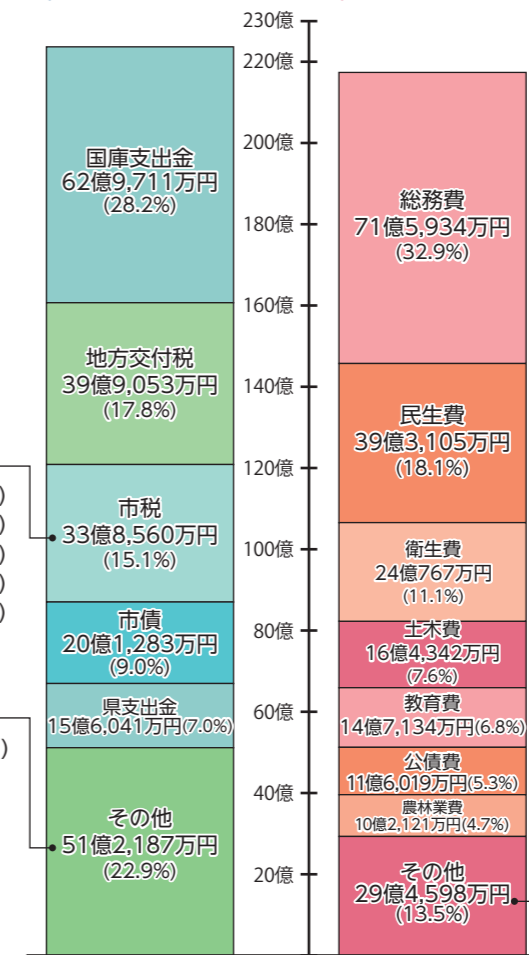 国庫支出金
62億9,711万円
(28.2%)
地方交付税
39億9,053万円
(17.8%)
市税
33億8,560万円
(15.1%)
市債
20億1,283万円
(9.0%)
県支出金
15億6,041万円(7.0%)
その他
51億2,187万円
(22.9%)
)
)
)
)
)
)
230億
220億
200億
180億
160億
140億
120億
100億
80億
60億
40億
20億
総務費
71億5,934万円
(32.9%)
民生費
39億3,105万円
(18.1%)
衛生費
24億767万円
(11.1%)
土木費
16億4,342万円
(7.6%)
教育費
14億7,134万円(6.8%)
公債費
11億6,019万円(5.3%)
農林業費
10億2,121万円(4.7%)
その他
29億4,598万円
(13.5%)